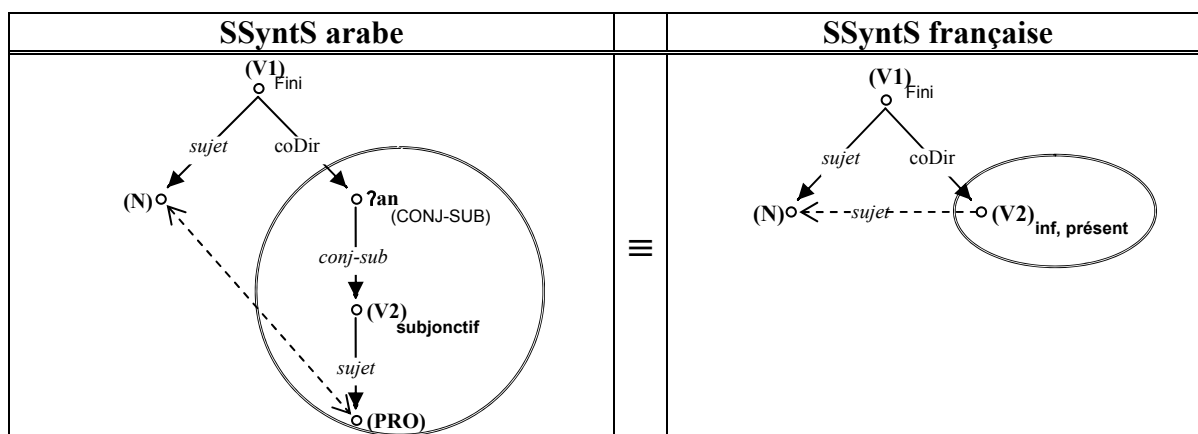 SSyntS arabe
SSyntS française
(V1) Fini
sujet
coDir
(N)
ʔan
(CONJ-SUB)
conj-sub
(V2) subjonctif
sujet
(PRO)
≡
(V1) Fini
sujet
coDir
(N)
sujet
(V2) inf, présent